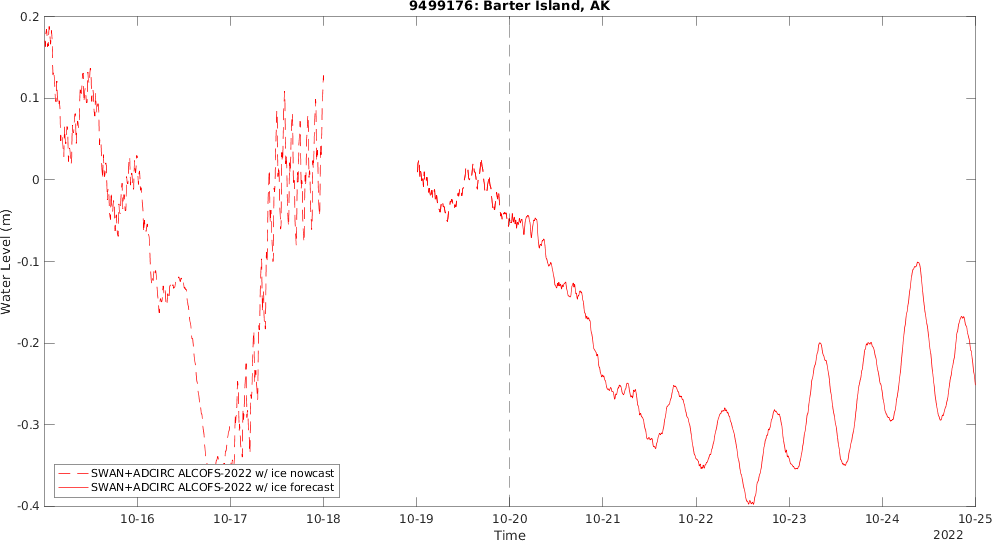 9499176: Barter Island, AK
0.2
0.1
0
-0.1
-0.2
-0.3
-0.4
Water Level (m)
SWAN+ADCIRC ALCOFS-2022 w/ ice nowcast
SWAN+ADCIRC ALCOFS-2022 w/ ice forecast
10-16 10-17 10-18 10-19 10-20 10-21 10-22 10-23 10-24 10-25
Time
2022